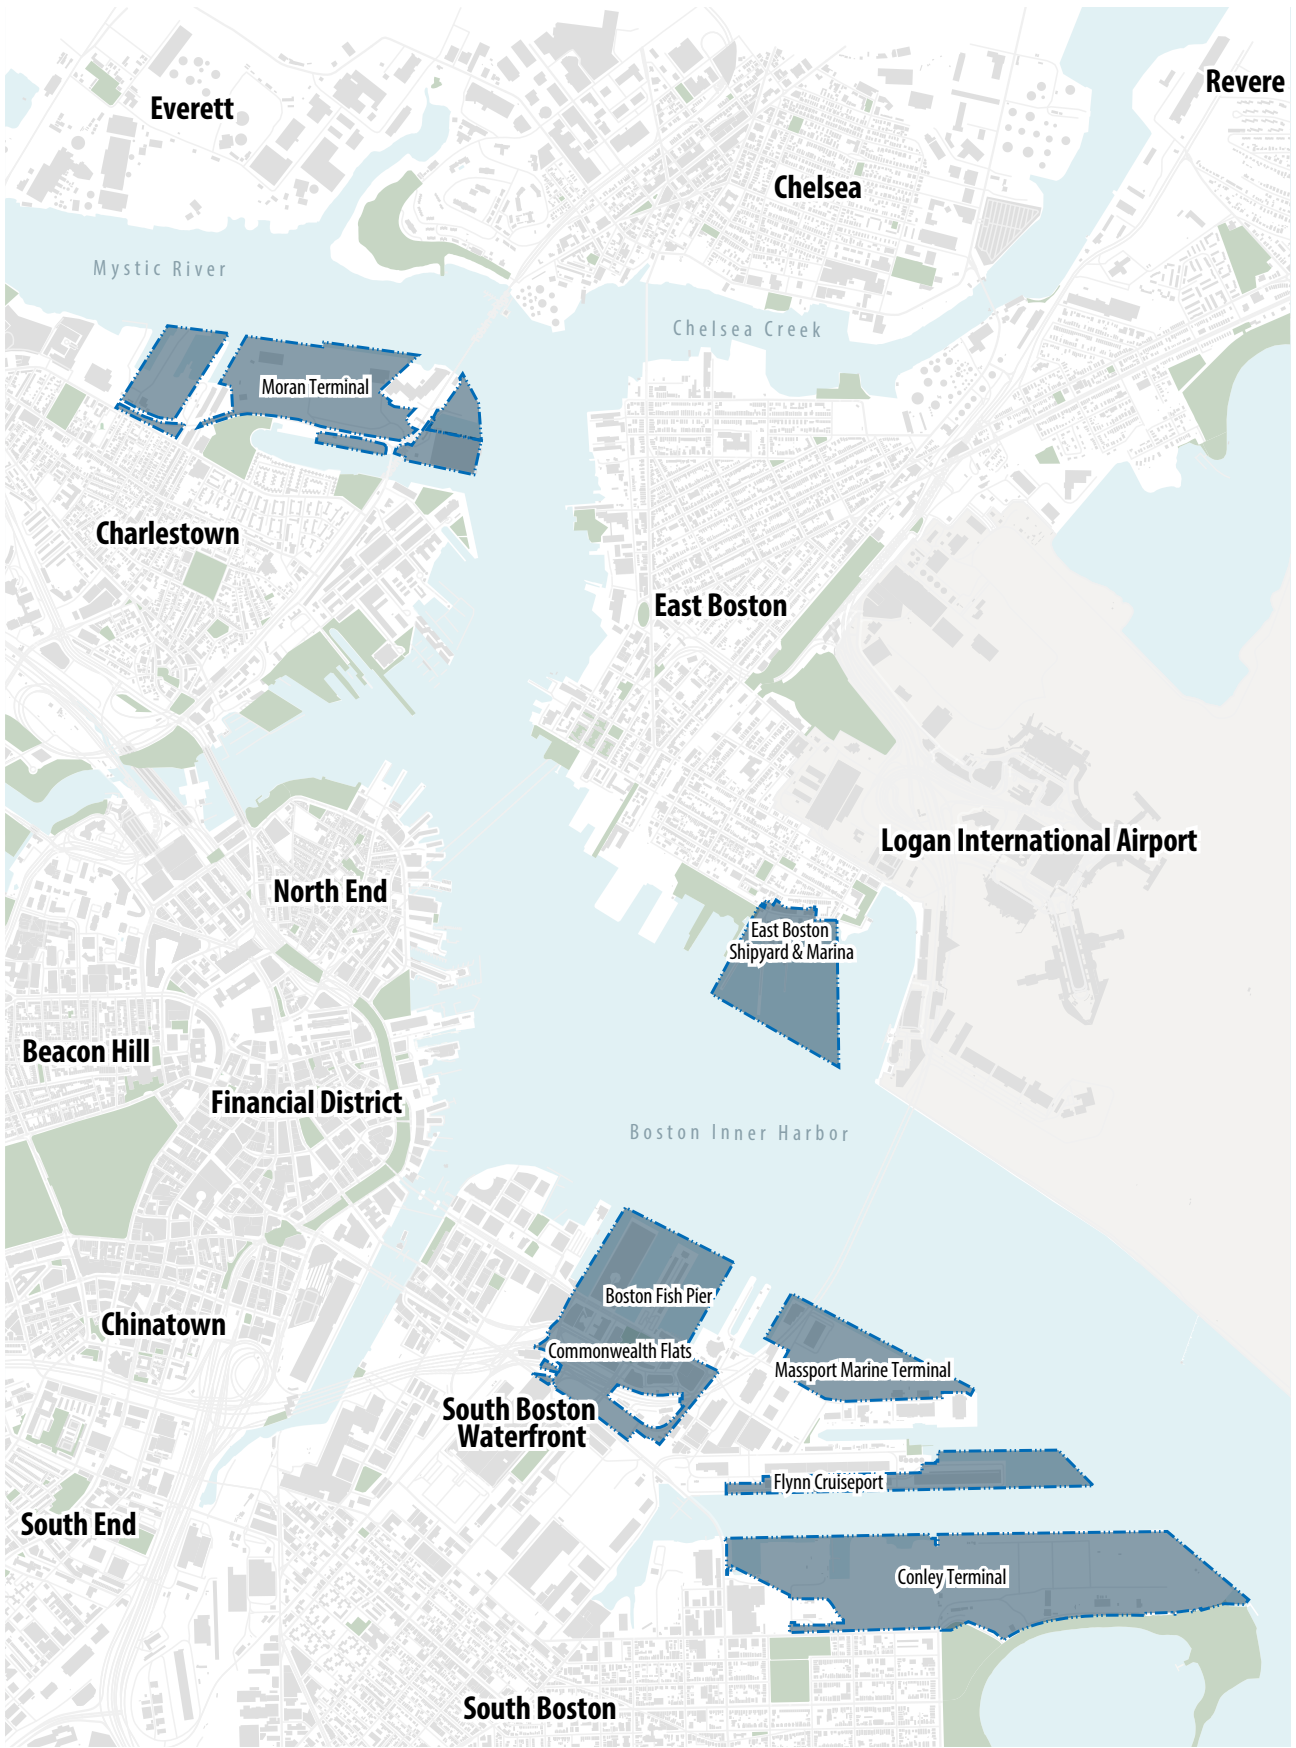 Revere
Everett
Chelsea
Mystic River
Chelsea Creek
Moran Terminal
Charlestown
East Boston
Logan International Airport
North End
East Boston
Shipyard & Marina
Beacon Hill
Financial District
Boston Inner Harbor
Boston Fish Pier
Chinatown
Commonwealth Flats
Massport Marine Terminal
South Boston
Waterfront
Flynn Cruiseport
South End
Conley Terminal
South Boston